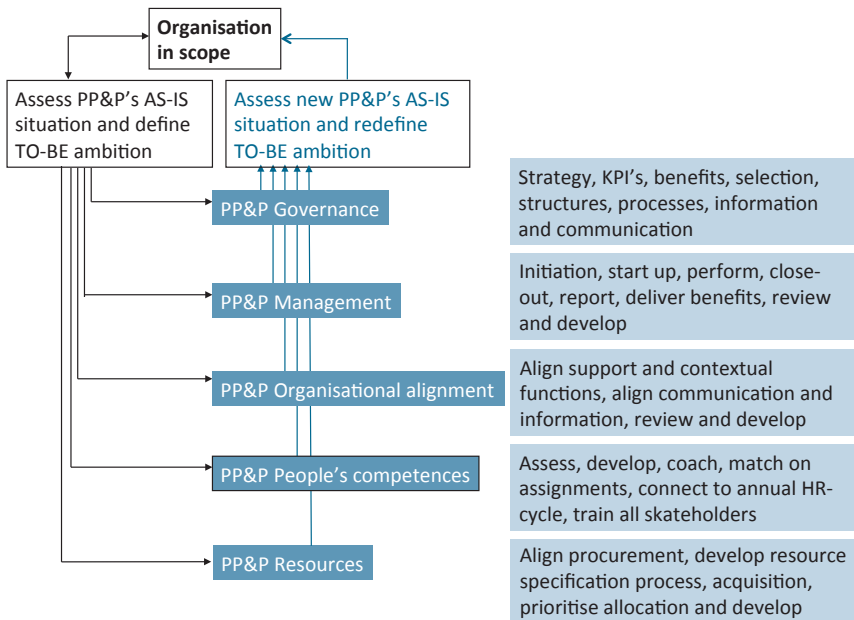 Organisation
in scope
Assess PP&P's AS-IS
situation and define
TO-BE ambition
Assess new PP&P's AS-IS
situation and redefine
TO-BE ambition
PP&P Governance
Strategy, KPI's, benefits, selection,
structures, processes, information
and communication
PP&P Management
Initiation, start up, perform, close-
out, report, deliver benefits, review
and develop
PP&P Organisational alignment
Align support and contextual
functions, align communication and
information, review and develop
PP&P People's competences
Assess, develop, coach, match on
assignments, connect to annual HR-
cycle, train all skateholders
PP&P Resources
Align procurement, develop resource
specification process, acquisition,
prioritise allocation and develop